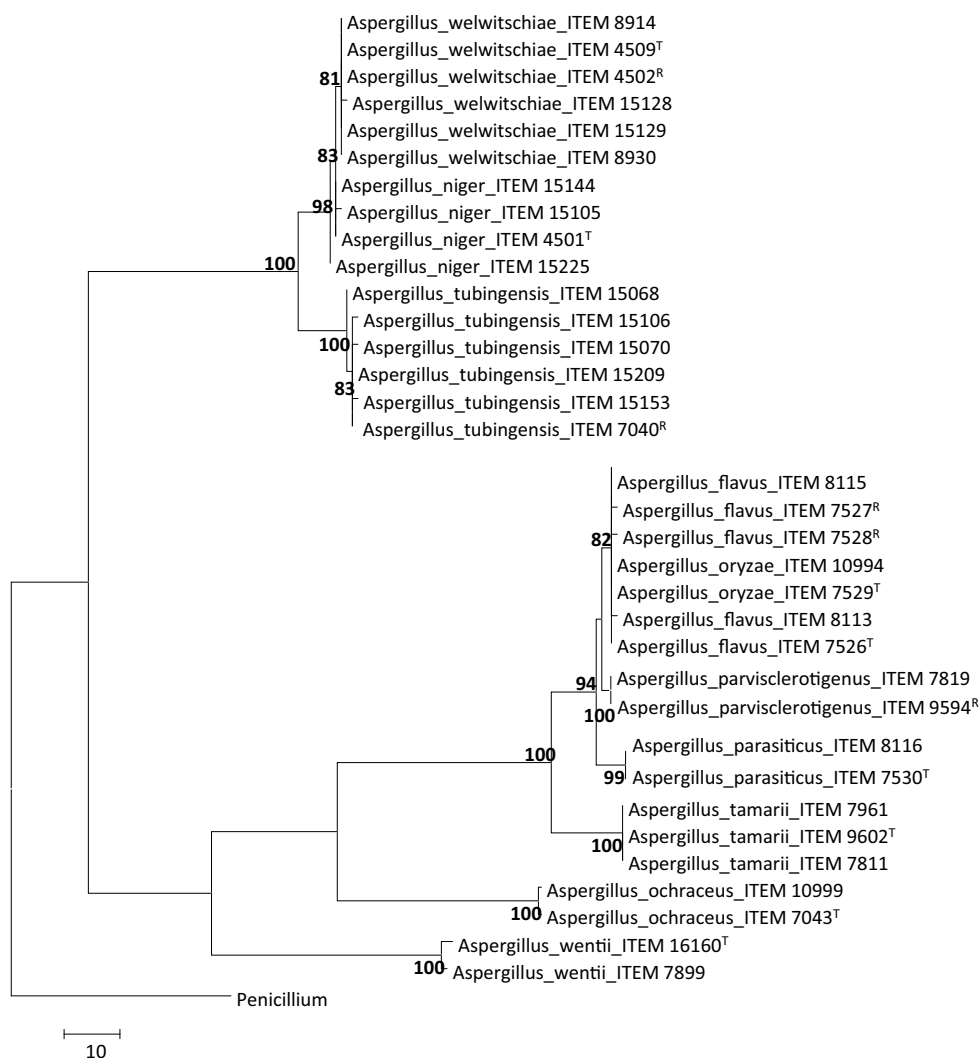 Aspergillus_welwitschiae_ITEM 8914
Aspergillus_welwitschiae_ITEM 4509ᵀ
81
Aspergillus_welwitschiae_ITEM 4502ᴿ
Aspergillus_welwitschiae_ITEM 15128
Aspergillus_welwitschiae_ITEM 15129
83
Aspergillus_welwitschiae_ITEM 8930
Aspergillus_niger_ITEM 15144
98
Aspergillus_niger_ITEM 15105
Aspergillus_niger_ITEM 4501ᵀ
100
Aspergillus_niger_ITEM 15225
Aspergillus_tubingensis_ITEM 15068
Aspergillus_tubingensis_ITEM 15106
100
Aspergillus_tubingensis_ITEM 15070
Aspergillus_tubingensis_ITEM 15209
83
Aspergillus_tubingensis_ITEM 15153
Aspergillus_tubingensis_ITEM 7040ᴿ
Aspergillus_flavus_ITEM 8115
Aspergillus_flavus_ITEM 7527ᴿ
82
Aspergillus_flavus_ITEM 7528ᴿ
Aspergillus_oryzae_ITEM 10994
Aspergillus_oryzae_ITEM 7529ᵀ
Aspergillus_flavus_ITEM 8113
Aspergillus_flavus_ITEM 7526ᵀ
94
Aspergillus_parvisclerotigenus_ITEM 7819
100
Aspergillus_parvisclerotigenus_ITEM 9594ᴿ
Aspergillus_parasiticus_ITEM 8116
100
99
Aspergillus_parasiticus_ITEM 7530ᵀ
Aspergillus_tamarii_ITEM 7961
Aspergillus_tamarii_ITEM 9602ᵀ
100
Aspergillus_tamarii_ITEM 7811
Aspergillus_ochraceus_ITEM 10999
100
Aspergillus_ochraceus_ITEM 7043ᵀ
Aspergillus_wentii_ITEM 16160ᵀ
100
Aspergillus_wentii_ITEM 7899
Penicillium
10